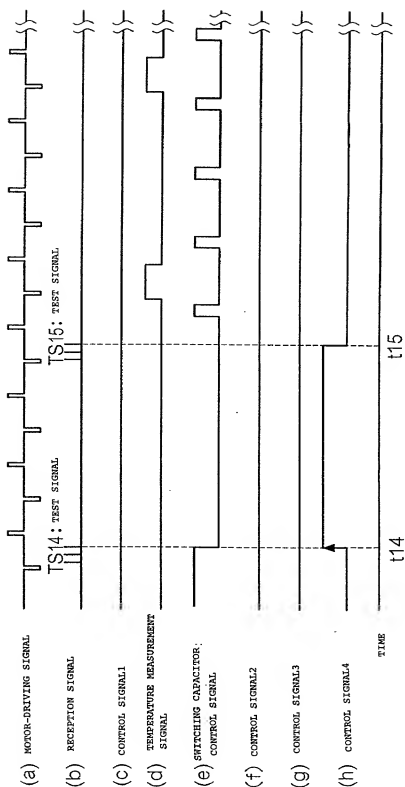 (a) MOTOR-DRIVING SIGNAL
TS14: TEST SIGNAL
TS15: TEST SIGNAL
(b) RECEPTION SIGNAL
(c) CONTROL SIGNAL1
(d) TEMPERATURE MEASUREMENT
SIGNAL
(e) SWITCHING CAPACITOR:
CONTROL SIGNAL
(f) CONTROL SIGNAL2
(g) CONTROL SIGNAL3
(h) CONTROL SIGNAL4
TIME
t14
t15